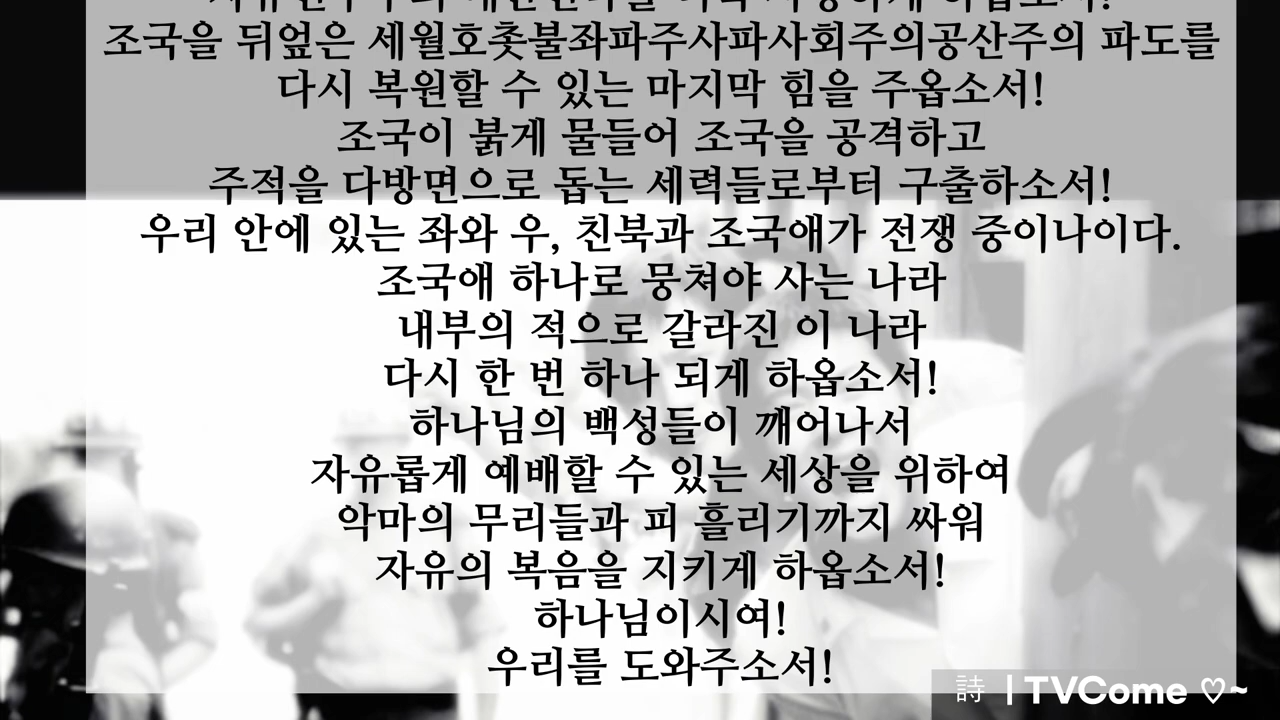 조국을 뒤엎은 세월호촛불좌파주사파사회주의공산주의 파도를
다시 복원할 수 있는 마지막 힘을 주옵소서!
조국이 붉게 물들어 조국을 공격하고
주적을 다방면으로 돕는 세력들로부터 구출하소서!
우리 안에 있는 좌와 우, 친북과 조국애가 전쟁 중이나이다.
조국애 하나로 뭉쳐야 사는 나라
내부의 적으로 갈라진 이 나라
다시 한 번 하나 되게 하옵소서!
하나님의 백성들이 깨어나서
자유롭게 예배할 수 있는 세상을 위하여
악마의 무리들과 피 흘리기까지 싸워
자유의 복음을 지키게 하옵소서!
하나님이시여!
우리를 도와주소서!
詩 | TVCome ♡~